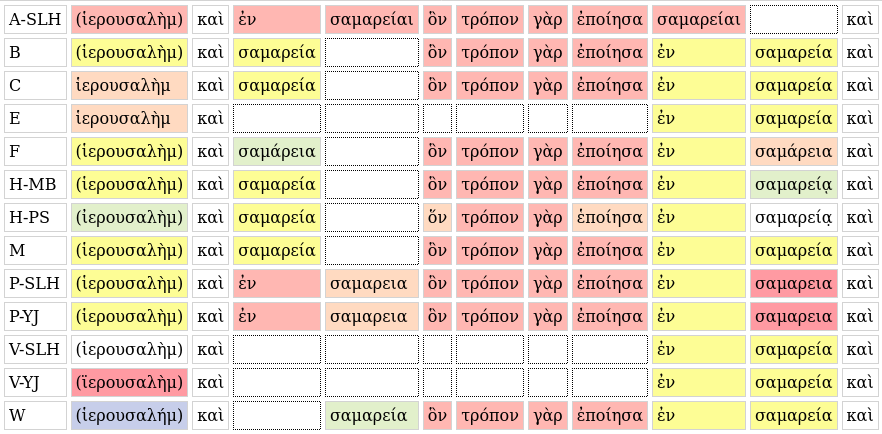 A-SLH (ἱερουσαλὴμ) καὶ ἐν σαμαρείαι ὃν τρόπον γὰρ ἐποίησα σαμαρείαι καὶ
B (ἱερουσαλὴμ) καὶ σαμαρεία ὃν τρόπον γὰρ ἐποίησα ἐν σαμαρεία καὶ
C ἱερουσαλὴμ καὶ σαμαρεία ὃν τρόπον γὰρ ἐποίησα ἐν σαμαρεία καὶ
E ἱερουσαλὴμ καὶ ἐν σαμαρεία καὶ
F (ἱερουσαλὴμ) καὶ σαμάρεια ὃν τρόπον γὰρ ἐποίησα ἐν σαμάρεια καὶ
H-MB (ἱερουσαλὴμ) καὶ σαμαρεία ὃν τρόπον γὰρ ἐποίησα ἐν σαμαρείᾳ καὶ
H-PS (ἱερουσαλὴμ) καὶ σαμαρεία ὅν τρόπον γὰρ ἐποίησα ἐν σαμαρείᾳ καὶ
M (ἱερουσαλὴμ) καὶ σαμαρεία ὃν τρόπον γὰρ ἐποίησα ἐν σαμαρεία καὶ
P-SLH (ἱερουσαλὴμ) καὶ ἐν σαμαρεια ὃν τρόπον γὰρ ἐποίησα ἐν σαμαρεια καὶ
P-YJ (ἱερουσαλὴμ) καὶ ἐν σαμαρεια ὃν τρόπον γὰρ ἐποίησα ἐν σαμαρεια καὶ
V-SLH (ἰερουσαλὴμ) καὶ ἐν σαμαρεία καὶ
V-YJ (ϊερουσαλὴμ) καὶ ἐν σαμαρεία καὶ
W (ἱερουσαλήμ) καὶ σαμαρεία ὃν τρόπον γὰρ ἐποίησα ἐν σαμαρεία καὶ